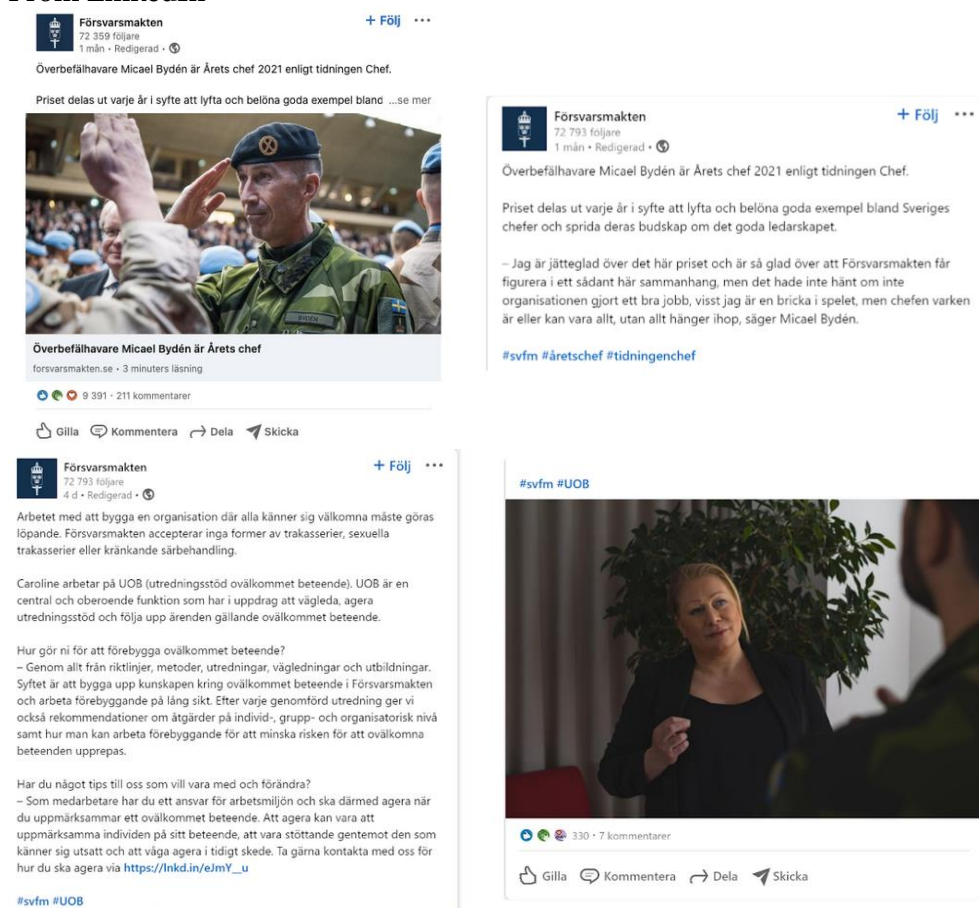 Försvarsmakten
+ Följ ...
72 359 följare
1 mån • Redigerad •
Överbefälhavare Micael Bydén är Årets chef 2021 enligt tidningen Chef.
Priset delas ut varje år i syfte att lyfta och belöna goda exempel bland ...se mer
BYDÉN
Överbefälhavare Micael Bydén är Årets chef
forsvarsmakten.se • 3 minuters läsning
9 391 · 211 kommentarer
Gilla Kommentera Dela Skicka
Försvarsmakten
+ Följ ...
72 793 följare
1 mån • Redigerad •
Överbefälhavare Micael Bydén är Årets chef 2021 enligt tidningen Chef.
Priset delas ut varje år i syfte att lyfta och belöna goda exempel bland Sveriges
chefer och sprida deras budskap om det goda ledarskapet.
– Jag är jätteglad över det här priset och är så glad över att Försvarsmakten får
figurera i ett sådant här sammanhang, men det hade inte hänt om inte
organisationen gjort ett bra jobb, visst jag är en bricka i spelet, men chefen varken
är eller kan vara allt, utan allt hänger ihop, säger Micael Bydén.
#svfm #åretschef #tidningenchef
Försvarsmakten
+ Följ ...
72 793 följare
4 d • Redigerad •
Arbetet med att bygga en organisation där alla känner sig välkomna måste göras
löpande. Försvarsmakten accepterar inga former av trakasserier, sexuella
trakasserier eller kränkande särbehandling.
Caroline arbetar på UOB (utredningsstöd ovälkommet beteende). UOB är en
central och oberoende funktion som har i uppdrag att vägleda, agera
utredningsstöd och följa upp ärenden gällande ovälkommet beteende.
Hur gör ni för att förebygga ovälkommet beteende?
– Genom allt från riktlinjer, metoder, utredningar, vägledningar och utbildningar.
Syftet är att bygga upp kunskapen kring ovälkommet beteende i Försvarsmakten
och arbeta förebyggande på lång sikt. Efter varje genomförd utredning ger vi
också rekommendationer om åtgärder på individ-, grupp- och organisatorisk nivå
samt hur man kan arbeta förebyggande för att minska risken för att ovälkomna
beteenden upprepas.
Har du något tips till oss som vill vara med och förändra?
– Som medarbetare har du ett ansvar för arbetsmiljön och ska därmed agera när
du uppmärksammar ett ovälkommet beteende. Att agera kan vara att
uppmärksamma individen på sitt beteende, att vara stöttande gentemot den som
känner sig utsatt och att våga agera i tidigt skede. Ta gärna kontakta med oss för
hur du ska agera via https://lnkd.in/eJmY__u
#svfm #UOB
#svfm #UOB
330 · 7 kommentarer
Gilla Kommentera Dela Skicka